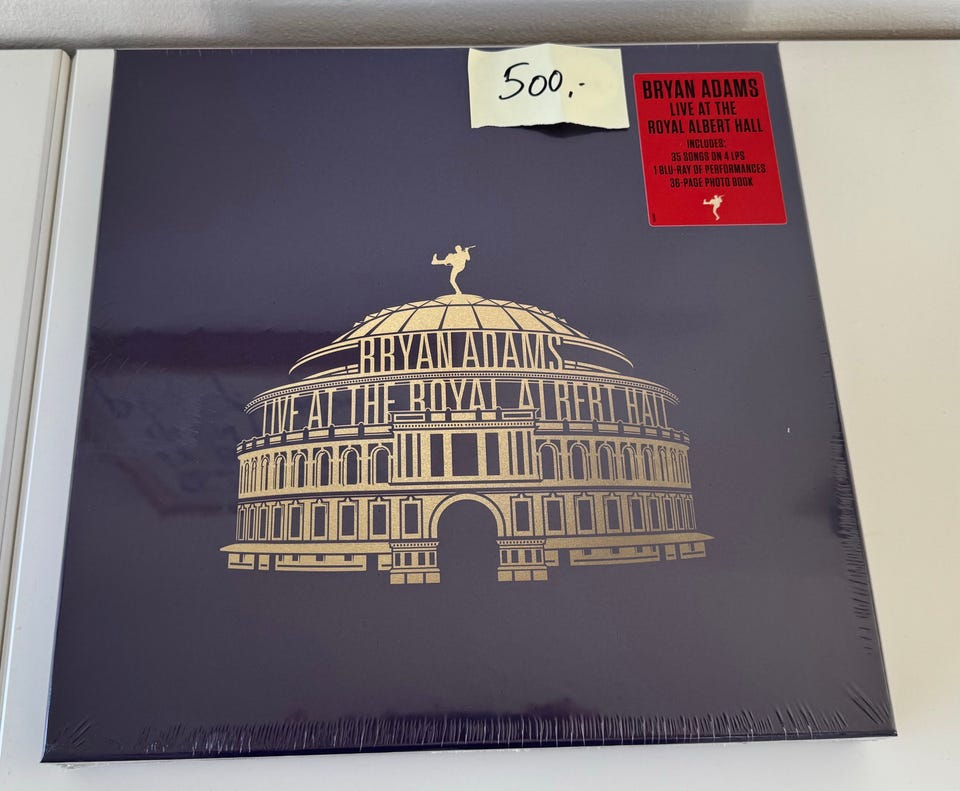 500,-
BRYAN ADAMS
LIVE AT THE
ROYAL ALBERT HALL
INCLUDES:
35 SONGS ON 4 LPS
1 BLU-RAY OF PERFORMANCES
36-PAGE PHOTO BOOK
BRYAN ADAMS
LIVE AT THE ROYAL ALBERT HALL